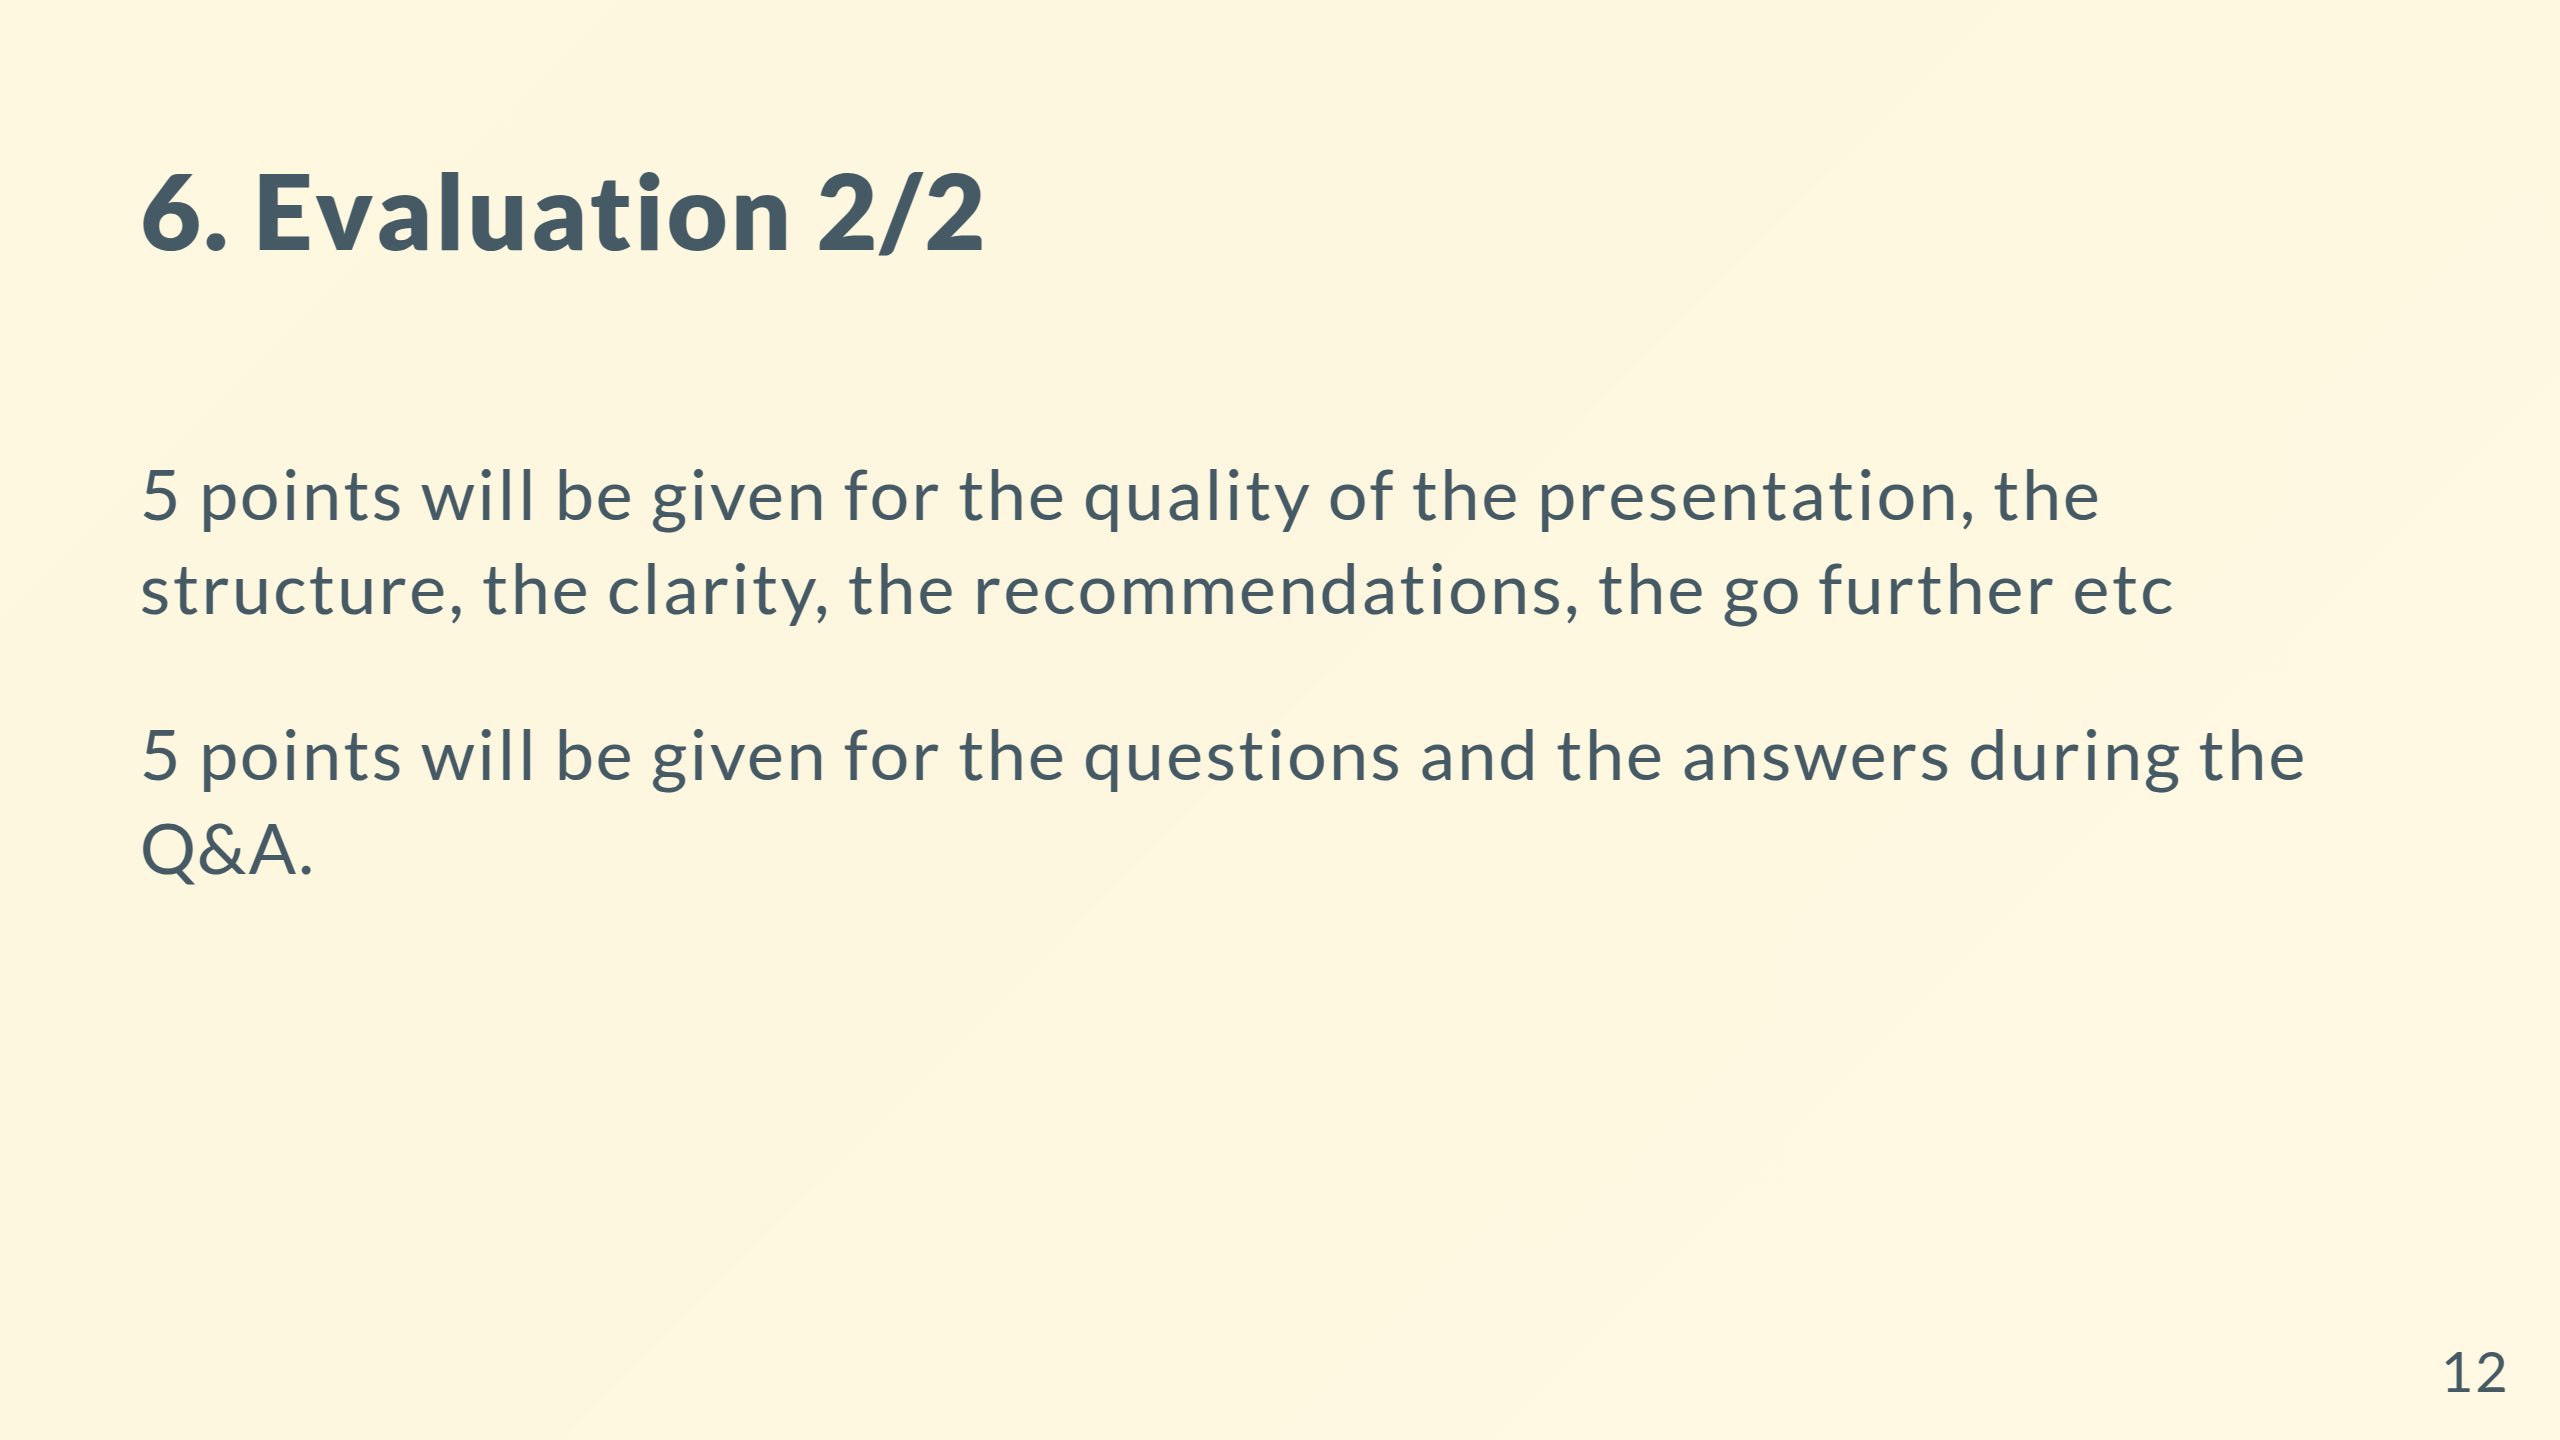 6. Evaluation 2/2
5 points will be given for the quality of the presentation, the
structure, the clarity, the recommendations, the go further etc
5 points will be given for the questions and the answers during the
Q&A.
12